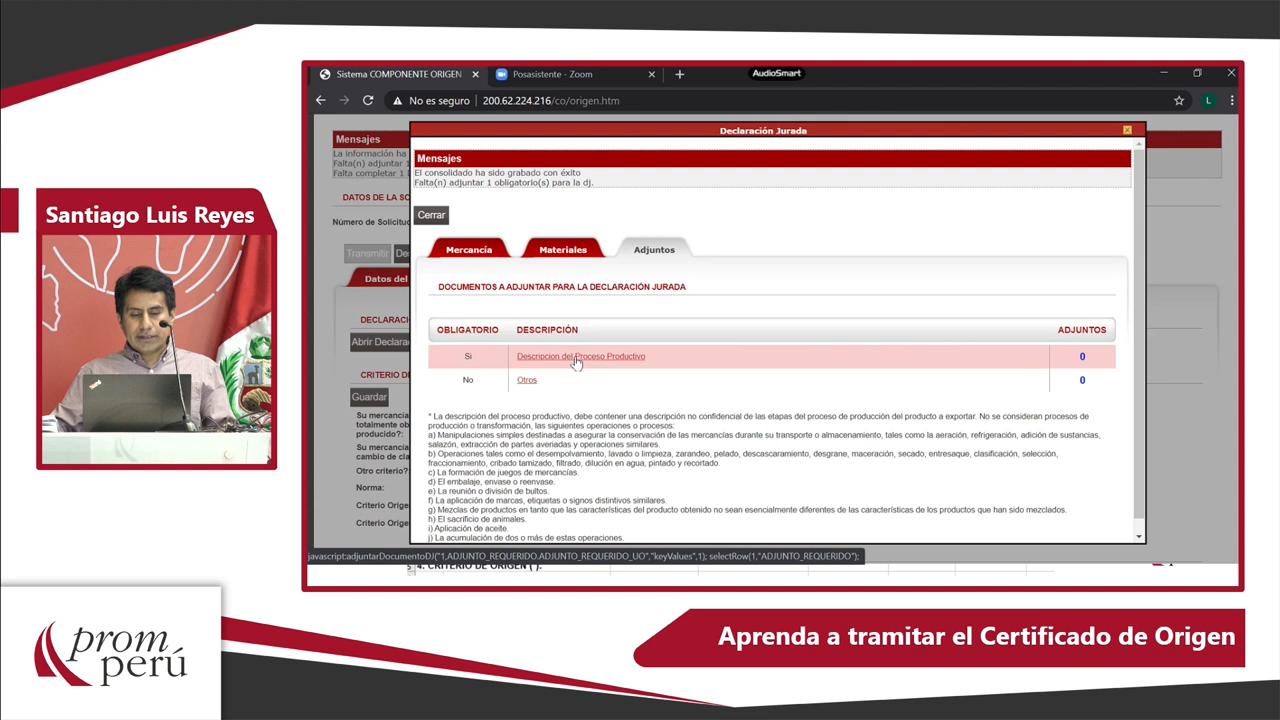 Sistema COMPONENTE ORIGEN
Posasistente - Zoom
AudioSmart
No es seguro
200.62.224.216/co/origen.htm
L
Mensajes
La información ha
Falta(n) adjuntar 1
Falta completar 1
DATOS DE LA SO
Número de Solicitud
Transmitir
Datos del
DECLARACI
Abrir Declara
CRITERIO DE
Guardar
Su mercancía
totalmente ob
producido?:
Su mercancía
cambio de cla
Otro criterio?
Norma:
Criterio Orige
Criterio Orige
Declaración Jurada
Mensajes
El consolidado ha sido grabado con éxito
Falta(n) adjuntar 1 obligatorio(s) para la dj.
Cerrar
Mercancía
Materiales
Adjuntos
DOCUMENTOS A ADJUNTAR PARA LA DECLARACIÓN JURADA
OBLIGATORIO DESCRIPCIÓN ADJUNTOS
Si Descripcion del Proceso Productivo 0
No Otros 0
* La descripción del proceso productivo, debe contener una descripción no confidencial de las etapas del proceso de producción del producto a exportar. No se consideran procesos de
producción o transformación, las siguientes operaciones o procesos:
a) Manipulaciones simples destinadas a asegurar la conservación de las mercancías durante su transporte o almacenamiento, tales como la aereación, refrigeración, adición de sustancias,
salazón, extracción de partes averiadas y operaciones similares.
b) Operaciones tales como el desempolvamiento, lavado o limpieza, zarandeo, pelado, descascaramiento, desgrane, maceración, secado, entresaque, clasificación, selección,
fraccionamiento, cribado tamizado, filtrado, dilución en agua, pintado y recortado.
c) La formación de juegos de mercancías.
d) El embalaje, envase o reenvase.
e) La reunión o división de bultos.
f) La aplicación de marcas, etiquetas o signos distintivos similares.
g) Mezclas de productos en tanto que las características del producto obtenido no sean esencialmente diferentes de las características de los productos que han sido mezclados.
h) El sacrificio de animales.
i) Aplicación de aceite.
j) La acumulación de dos o más de estas operaciones.
javascript:adjuntarDocumentoDJ("1,ADJUNTO_REQUERIDO.ADJUNTO_REQUERIDO_UO","keyValues",1); selectRow(1,"ADJUNTO_REQUERIDO");
4. CRITERIO DE ORIGEN ( ):
Santiago Luis Reyes
prom
perú
Aprenda a tramitar el Certificado de Origen